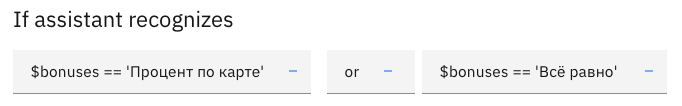 If assistant recognizes
$bonuses == 'Процент по карте' – or – $bonuses == 'Всё равно' –